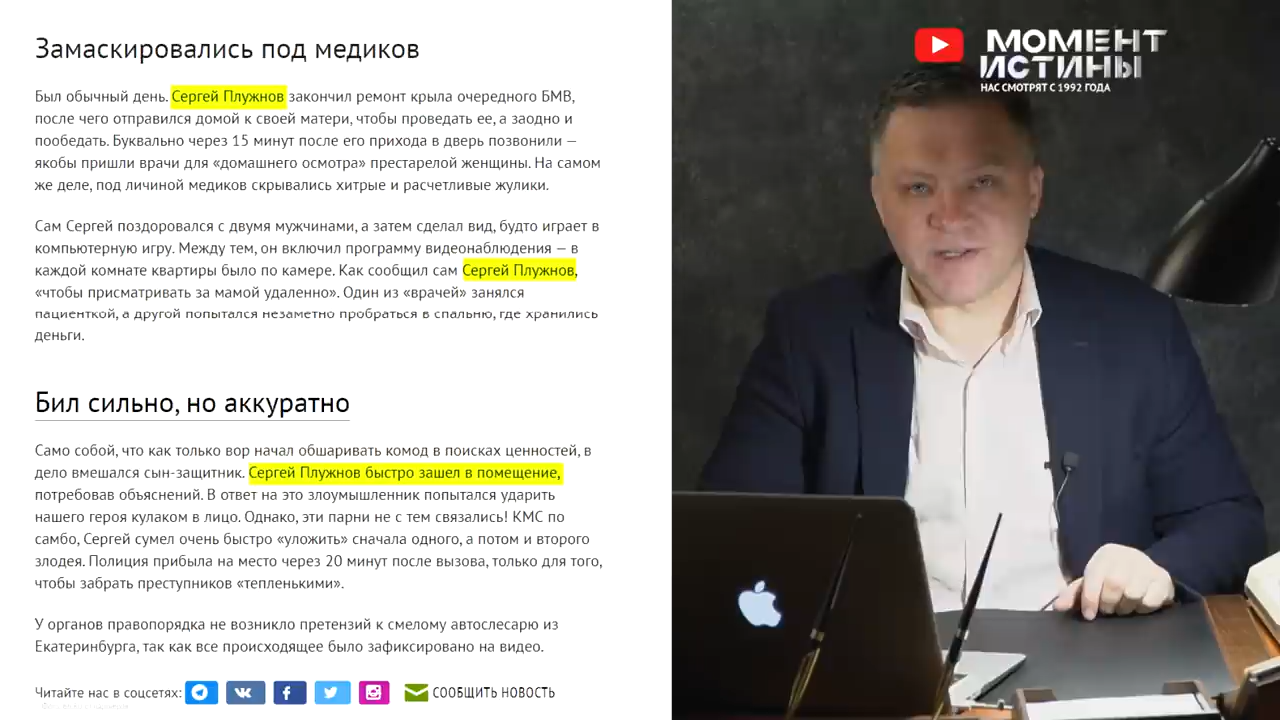 Замаскировались под медиков
Был обычный день. Сергей Плужнов закончил ремонт крыла очередного БМВ,
после чего отправился домой к своей матери, чтобы проведать ее, а заодно и
пообедать. Буквально через 15 минут после его прихода в дверь позвонили —
якобы пришли врачи для «домашнего осмотра» престарелой женщины. На самом
же деле, под личиной медиков скрывались хитрые и расчетливые жулики.
Сам Сергей поздоровался с двумя мужчинами, а затем сделал вид, будто играет в
компьютерную игру. Между тем, он включил программу видеонаблюдения — в
каждой комнате квартиры было по камере. Как сообщил сам Сергей Плужнов,
«чтобы присматривать за мамой удаленно». Один из «врачей» занялся
пациенткой, а другой попытался незаметно пробраться в спальню, где хранились
деньги.
Бил сильно, но аккуратно
Само собой, что как только вор начал обшаривать комод в поисках ценностей, в
дело вмешался сын-защитник. Сергей Плужнов быстро зашел в помещение,
потребовав объяснений. В ответ на это злоумышленник попытался ударить
нашего героя кулаком в лицо. Однако, эти парни не с тем связались! КМС по
самбо, Сергей сумел очень быстро «уложить» сначала одного, а потом и второго
злодея. Полиция прибыла на место через 20 минут после вызова, только для того,
чтобы забрать преступников «тепленькими».
У органов правопорядка не возникло претензий к смелому автослесарю из
Екатеринбурга, так как все происходящее было зафиксировано на видео.
Читайте нас в соцсетях: СООБЩИТЬ НОВОСТЬ
МОМЕНТ
ИСТИНЫ
НАС СМОТРЯТ С 1992 ГОДА